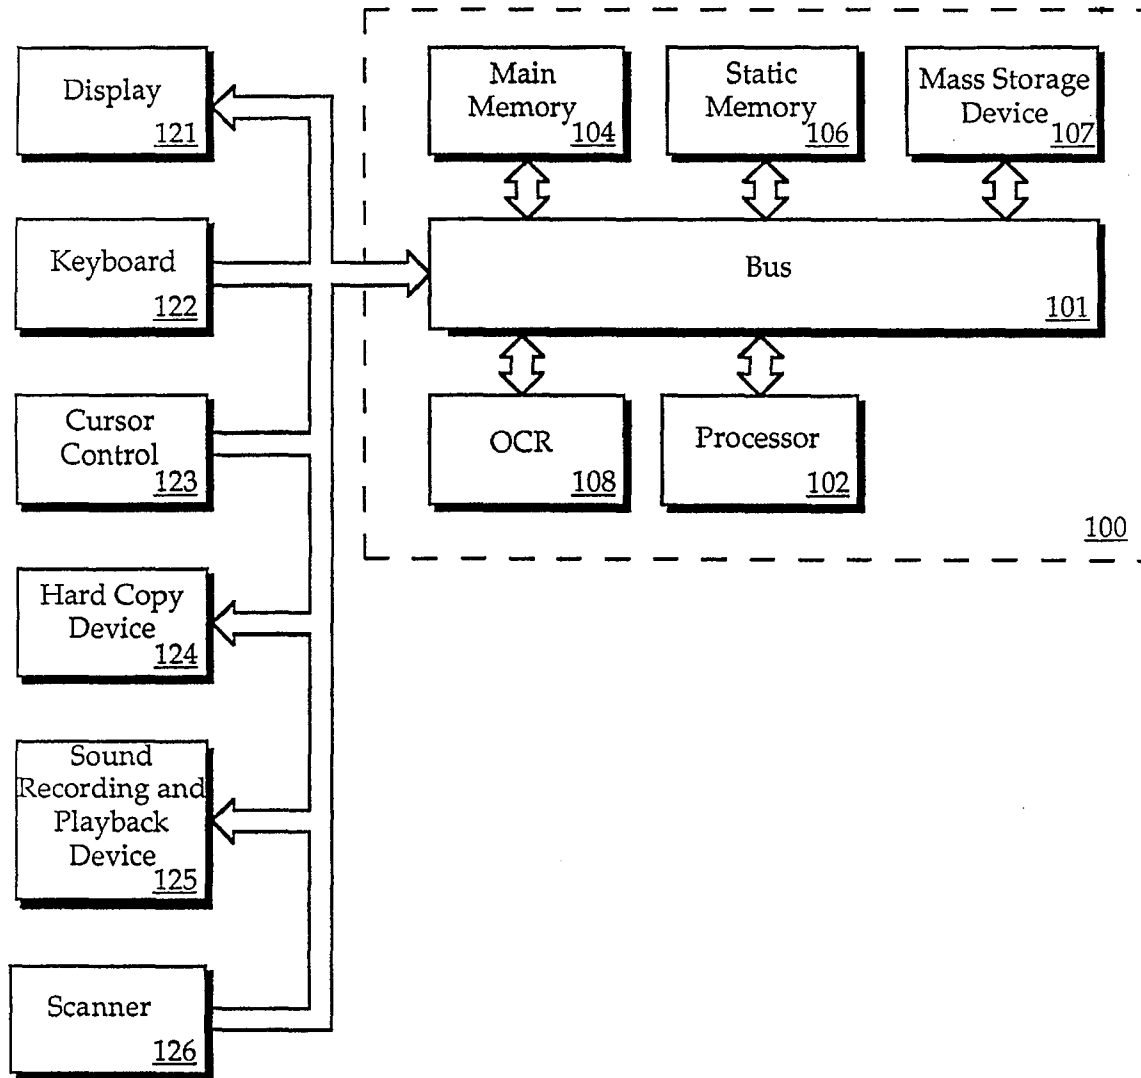 Display
121
Keyboard
122
Cursor
Control
123
Hard Copy
Device
124
Sound
Recording and
Playback
Device
125
Scanner
126
Main
Memory
104
Static
Memory
106
Mass Storage
Device
107
Bus
101
OCR
108
Processor
102
100